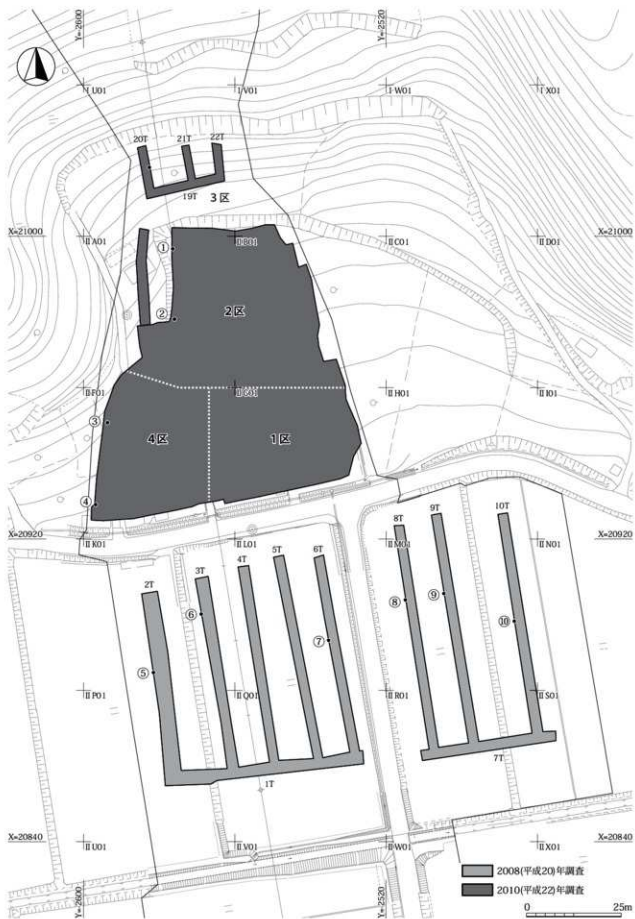 Y=-2600
Y=-2520
I U01
I V01
I W01
I X01
20T
21T
22T
19T
3区
X=21000
X=21000
II A01
①
II B01
II C01
II D01
②
2区
II F01
II G01
II H01
II I01
③
4区
1区
④
X=20920
X=20920
II K01
II L01
II M01
II N01
2T
3T
4T
5T
6T
8T
9T
10T
⑤
⑥
⑦
⑧
⑨
⑩
II P01
II Q01
II R01
II S01
1T
7T
X=20840
X=20840
II U01
II V01
II W01
II X01
Y=-2600
Y=-2520
2008(平成20)年調査
2010(平成22)年調査
0
25m